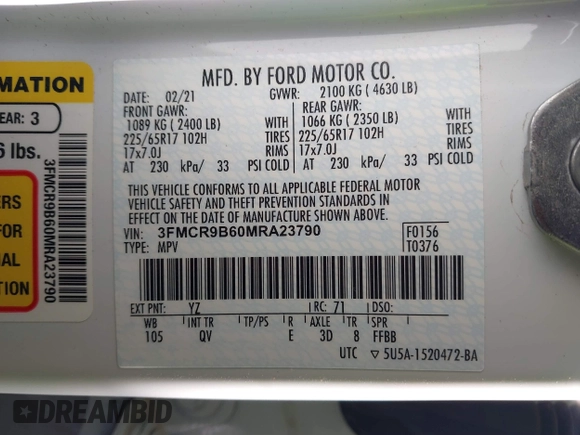 MATION
EAR: 3
6 lbs.
ERS
FOR
AL
TION
3FMCR9B60MRA23790
MFD. BY FORD MOTOR CO.
DATE: 02/21 GVWR: 2100 KG ( 4630 LB)
FRONT GAWR: REAR GAWR:
1089 KG ( 2400 LB) WITH 1066 KG ( 2350 LB) WITH
225/65R17 102H TIRES 225/65R17 102H TIRES
17x7.0J RIMS 17x7.0J RIMS
AT 230 kPa/ 33 PSI COLD AT 230 kPa/ 33 PSI COLD
THIS VEHICLE CONFORMS TO ALL APPLICABLE FEDERAL MOTOR
VEHICLE SAFETY AND THEFT PREVENTION STANDARDS IN
EFFECT ON THE DATE OF MANUFACTURE SHOWN ABOVE.
VIN: 3FMCR9B60MRA23790 F0156
TYPE: MPV T0376
EXT PNT: YZ RC: 71 DSO:
WB INT TR TP/PS R AXLE TR SPR
105 QV E 3D 8 FFBB
UTC ▽ 5U5A-1520472-BA
DREAMBID